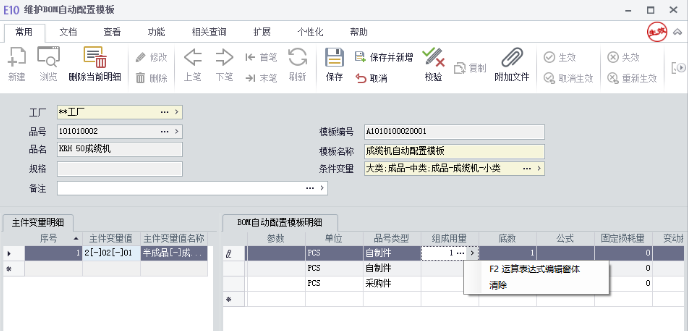 E10 维护BOM自动配置模板
常用 文档 查看 功能 相关查询 扩展 个性化 帮助
生效
新建 浏览 删除当前明细 修改 删除 上笔 下笔 首笔 末笔 刷新 保存 保存并新增 取消 校验 复制 附加文件 生效 取消生效 失效 重新生效
工厂 **工厂 ... >
品号 101010002 ... > 模板编号 A1010100020001
品名 KRM 50成缆机 模板名称 成缆机自动配置模板
规格 条件变量 大类;成品-中类;成品-成缆机-小类 ... >
备注 ... >
主件变量明细 BOM自动配置模板明细
序号 主件变量值 主件变量值名称 参数 单位 品号类型 组成用量 底数 公式 固定损耗量
1 2[-]02[-]01 半成品[-]成... PCS 自制件 1 ... > 1 0
PCS 自制件 0
PCS 采购件 0
F2 运算表达式编辑窗体
清除